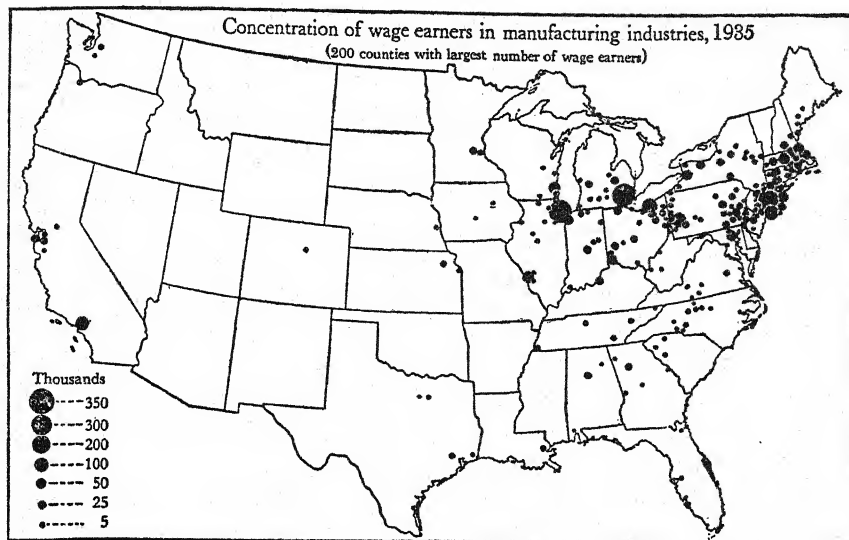 Concentration of wage earners in manufacturing industries, 1935
(200 counties with largest number of wage earners)
Thousands
350
300
200
100
50
25
5